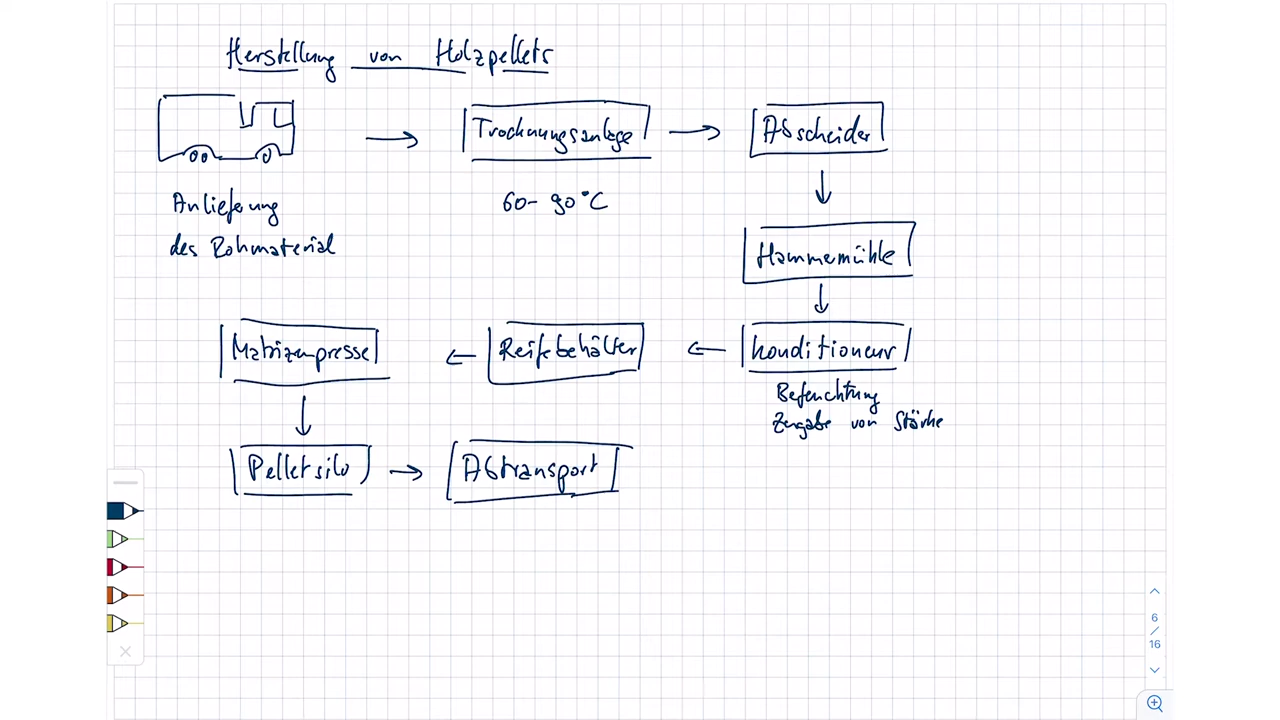 Herstellung von Holzpellets
Trocknungsanlage
Abscheider
Anlieferung
des Rohmaterial
60- 90°C
Hammermühle
Matrizenpresse
Reifebehälter
Konditioneur
Befeuchtung
Zugabe von Stärke
Pelletsilo
Abtransport
6
/
16